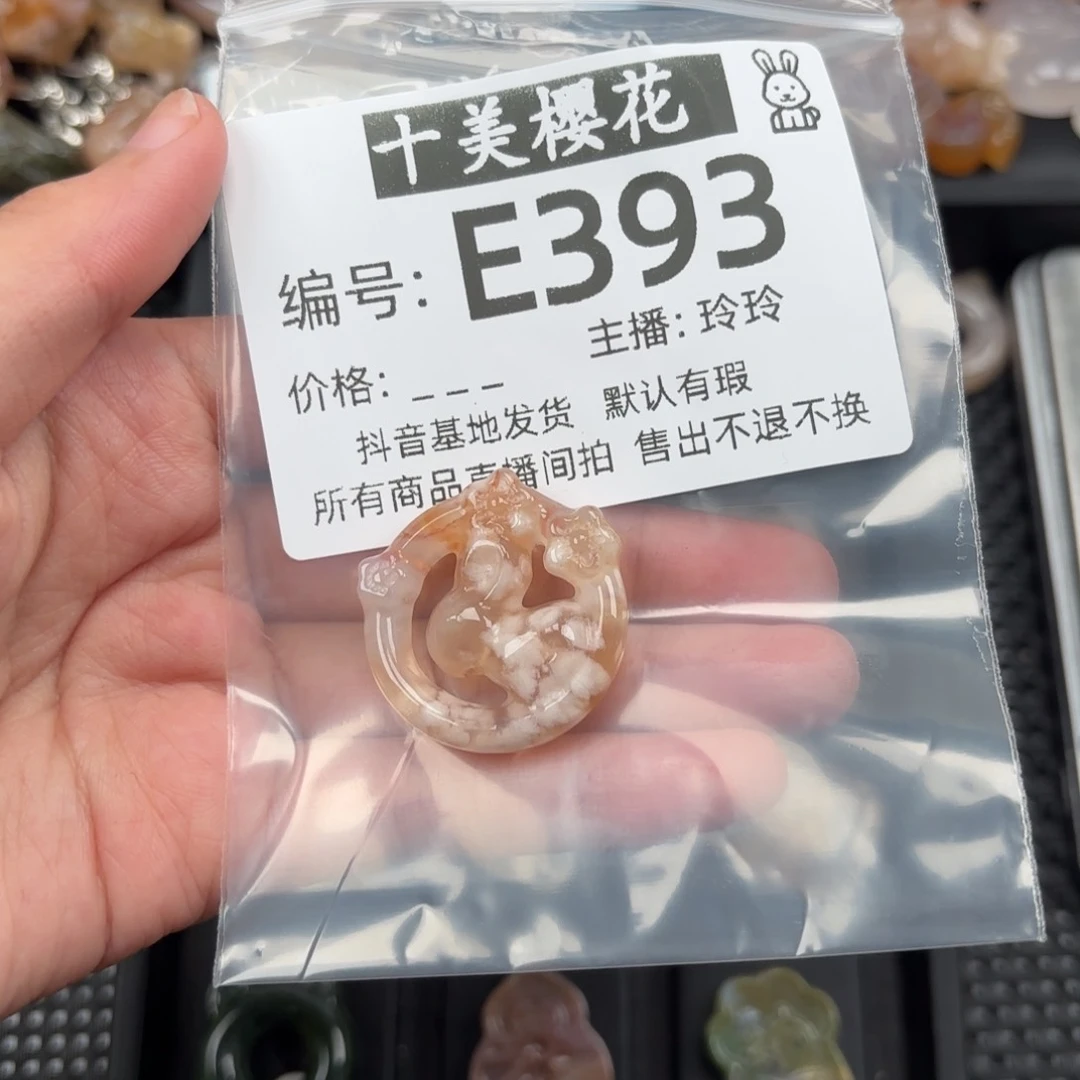 十美樱花
编号: E393
主播: 玲玲
价格: _ _ _
抖音基地发货 默认有瑕
所有商品直播间拍 售出不退不换